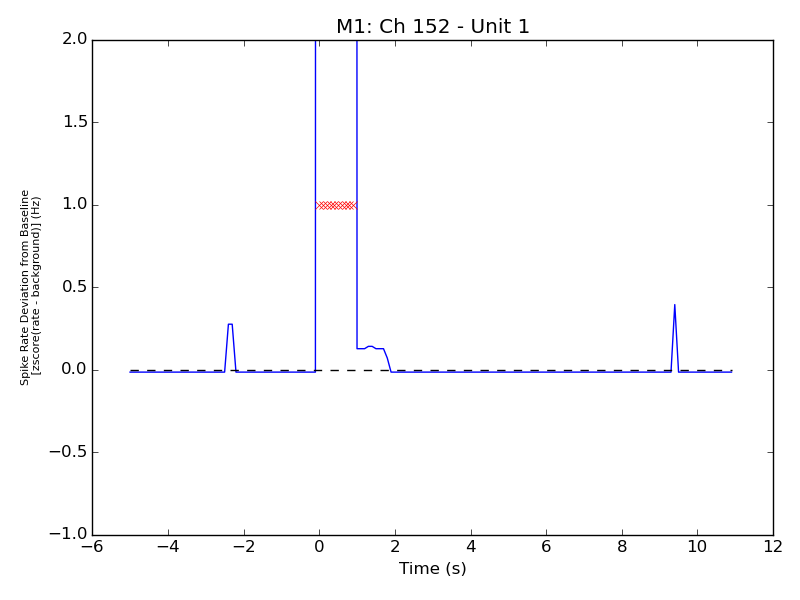 M1: Ch 152 - Unit 1
2.0
1.5
1.0
0.5
0.0
−0.5
−1.0
Spike Rate Deviation from Baseline
[zscore(rate - background)] (Hz)
−6 −4 −2 0 2 4 6 8 10 12
Time (s)